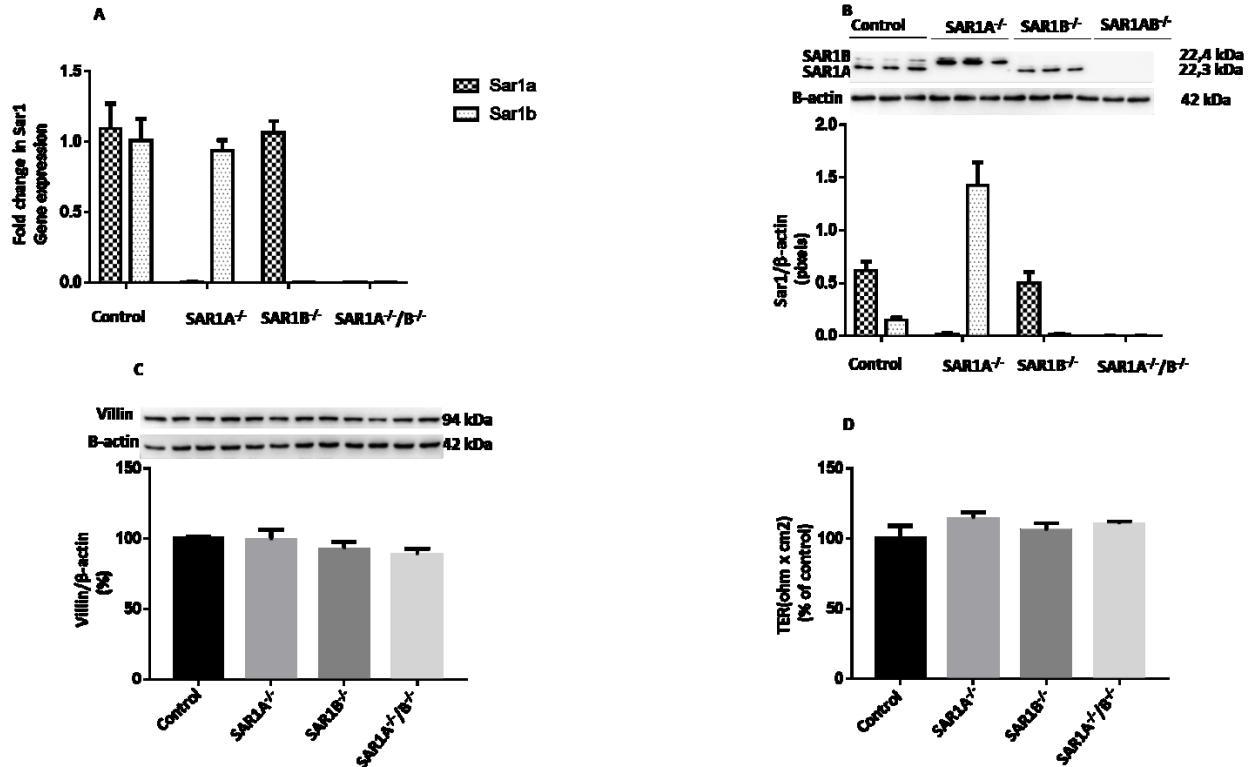 A
1.5
1.0
0.5
0.0
Fold change in Sar1
Gene expression
Sar1a
Sar1b
Control
SAR1A-/-
SAR1B-/-
SAR1A-/-/B-/-
B
Control
SAR1A-/-
SAR1B-/-
SAR1AB-/-
SAR1B
SAR1A
22,4 kDa
22,3 kDa
B-actin
42 kDa
2.0
1.5
1.0
0.5
0.0
Sar1/β-actin
(pixels)
Control
SAR1A-/-
SAR1B-/-
SAR1A-/-/B-/-
C
Villin
94 kDa
B-actin
42 kDa
150
100
50
0
Villin/β-actin
(%)
Control
SAR1A-/-
SAR1B-/-
SAR1A-/-/B-/-
D
150
100
50
0
TER(ohm x cm2)
(% of control)
Control
SAR1A-/-
SAR1B-/-
SAR1A-/-/B-/-